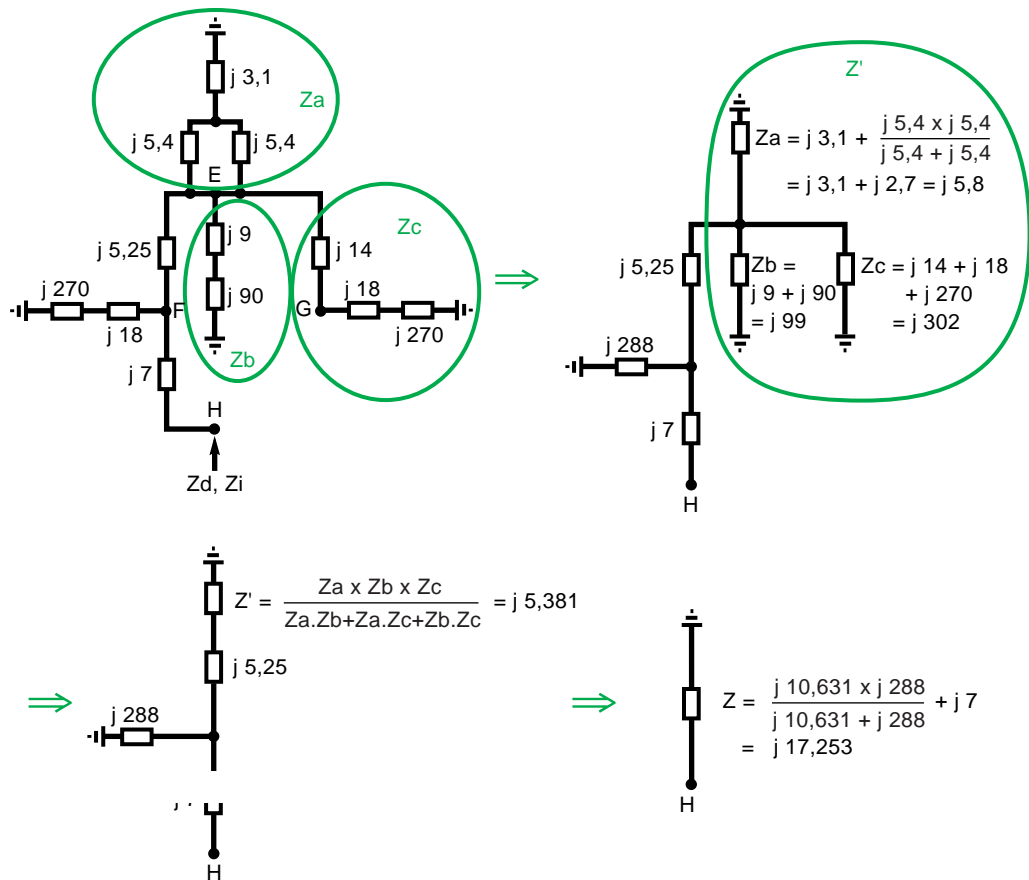 j 3,1
Za
j 5,4
j 5,4
E
j 5,25
j 9
Zc
j 14
j 270
j 90
j 18
F
G
j 18
j 270
Zb
j 7
H
Zd, Zi
⇒
Z'
Za = j 3,1 + j 5,4 x j 5,4 / j 5,4 + j 5,4
= j 3,1 + j 2,7 = j 5,8
j 5,25
Zb =
j 9 + j 90
= j 99
Zc = j 14 + j 18
+ j 270
= j 302
j 288
j 7
H
⇒
Z' = Za x Zb x Zc / Za.Zb+Za.Zc+Zb.Zc = j 5,381
j 5,25
j 288
H
⇒
Z = j 10,631 x j 288 / j 10,631 + j 288 + j 7
= j 17,253
H